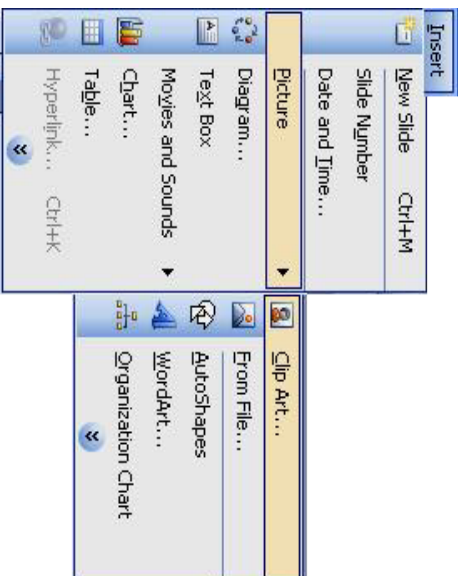 Insert
New Slide Ctrl+M
Slide Number
Date and Time...
Picture
Diagram...
Text Box
Movies and Sounds
Chart...
Table...
Hyperlink... Ctrl+K
Clip Art...
From File...
AutoShapes
WordArt...
Organization Chart